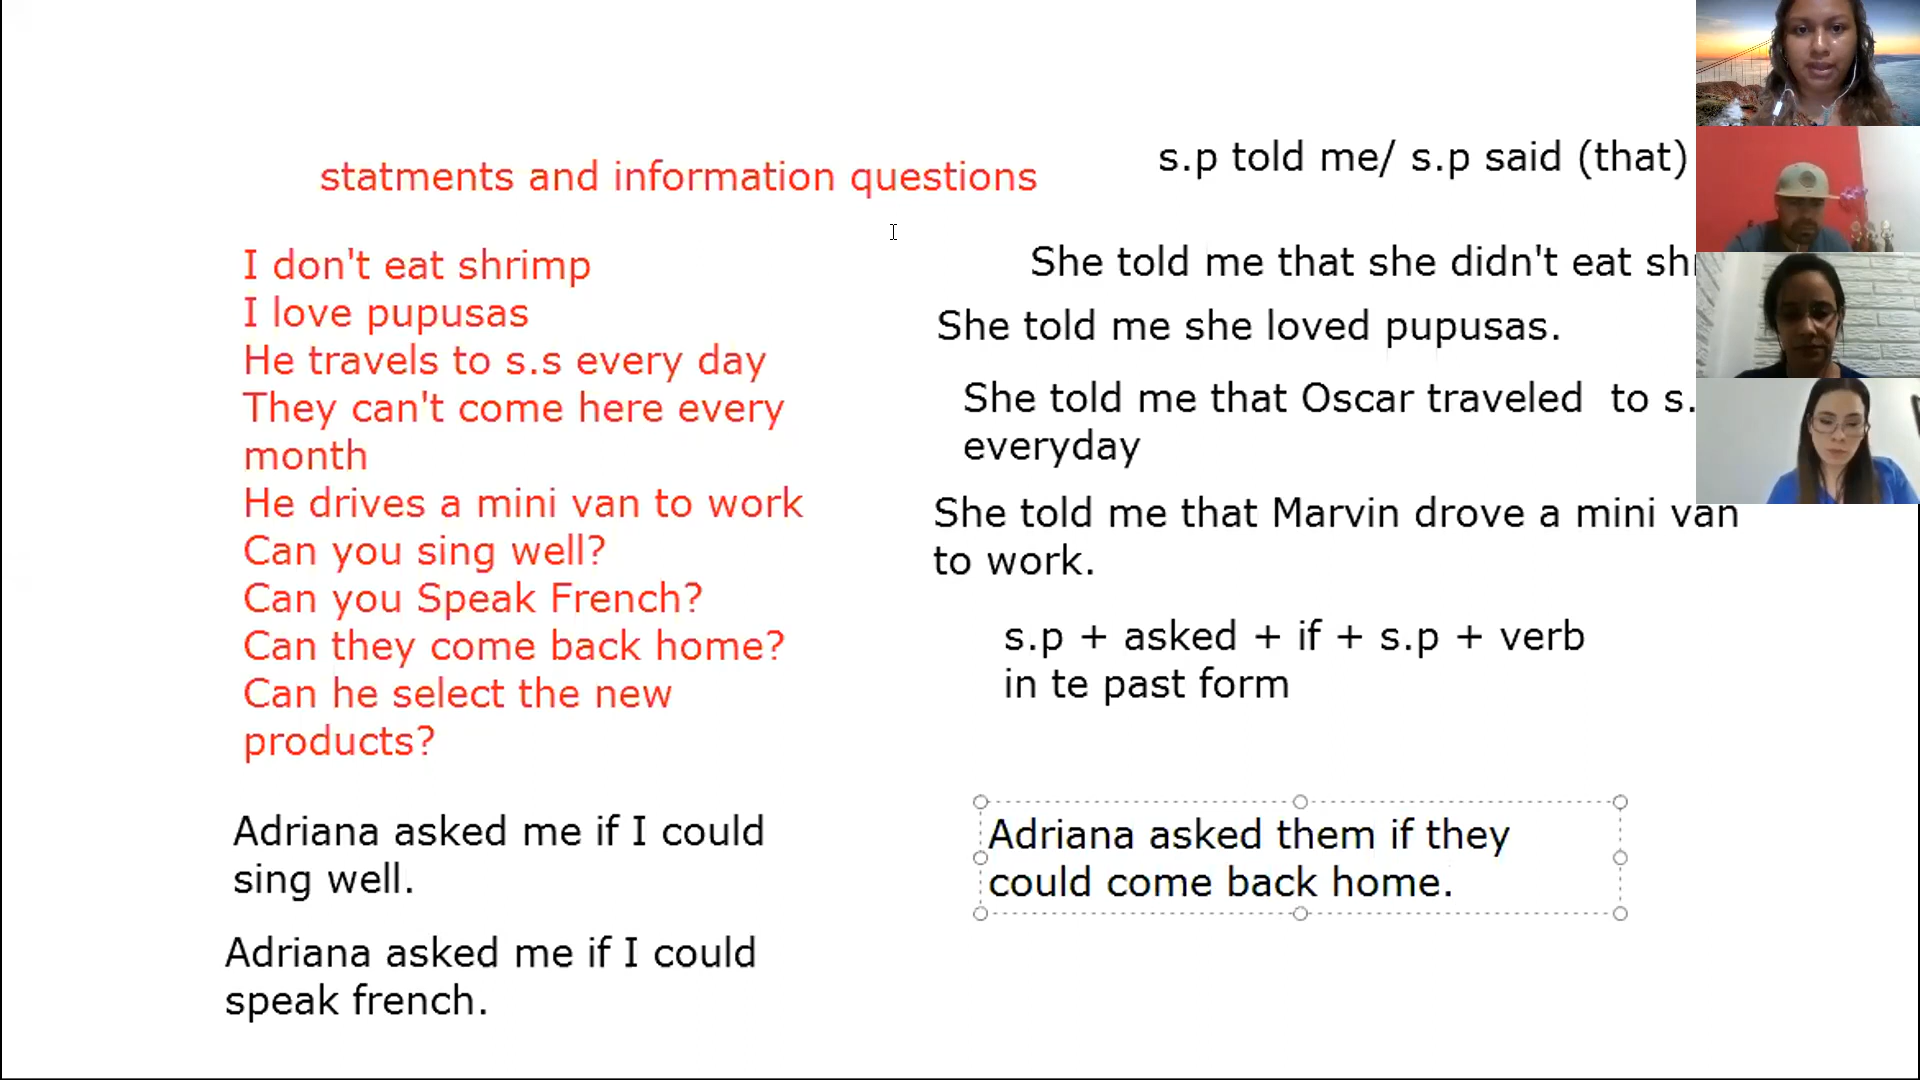 statments and information questions
I don't eat shrimp
I love pupusas
He travels to s.s every day
They can't come here every
month
He drives a mini van to work
Can you sing well?
Can you Speak French?
Can they come back home?
Can he select the new
products?
Adriana asked me if I could
sing well.
Adriana asked me if I could
speak french.
s.p told me/ s.p said (that)
She told me that she didn't eat
She told me she loved pupusas.
She told me that Oscar traveled to s.
everyday
She told me that Marvin drove a mini van
to work.
s.p + asked + if + s.p + verb
in te past form
Adriana asked them if they
could come back home.